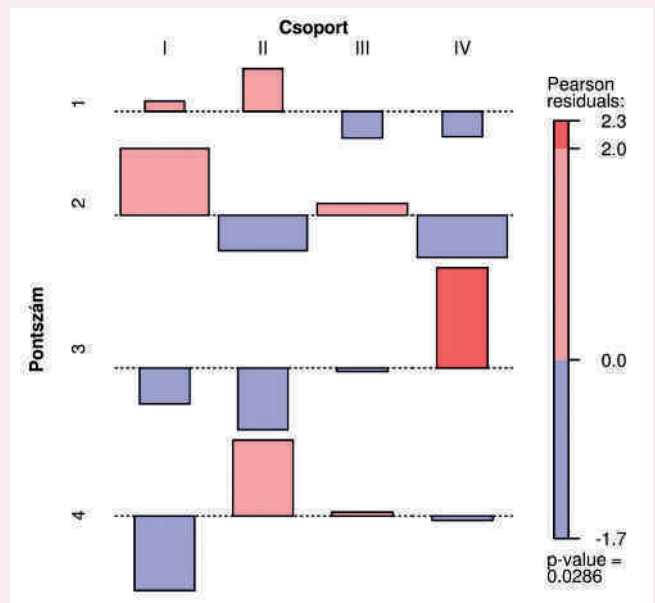 Csoport
I II III IV
Pontszám
1
2
3
4
Pearson
residuals:
2.3
2.0
0.0
-1.7
p-value =
0.0286